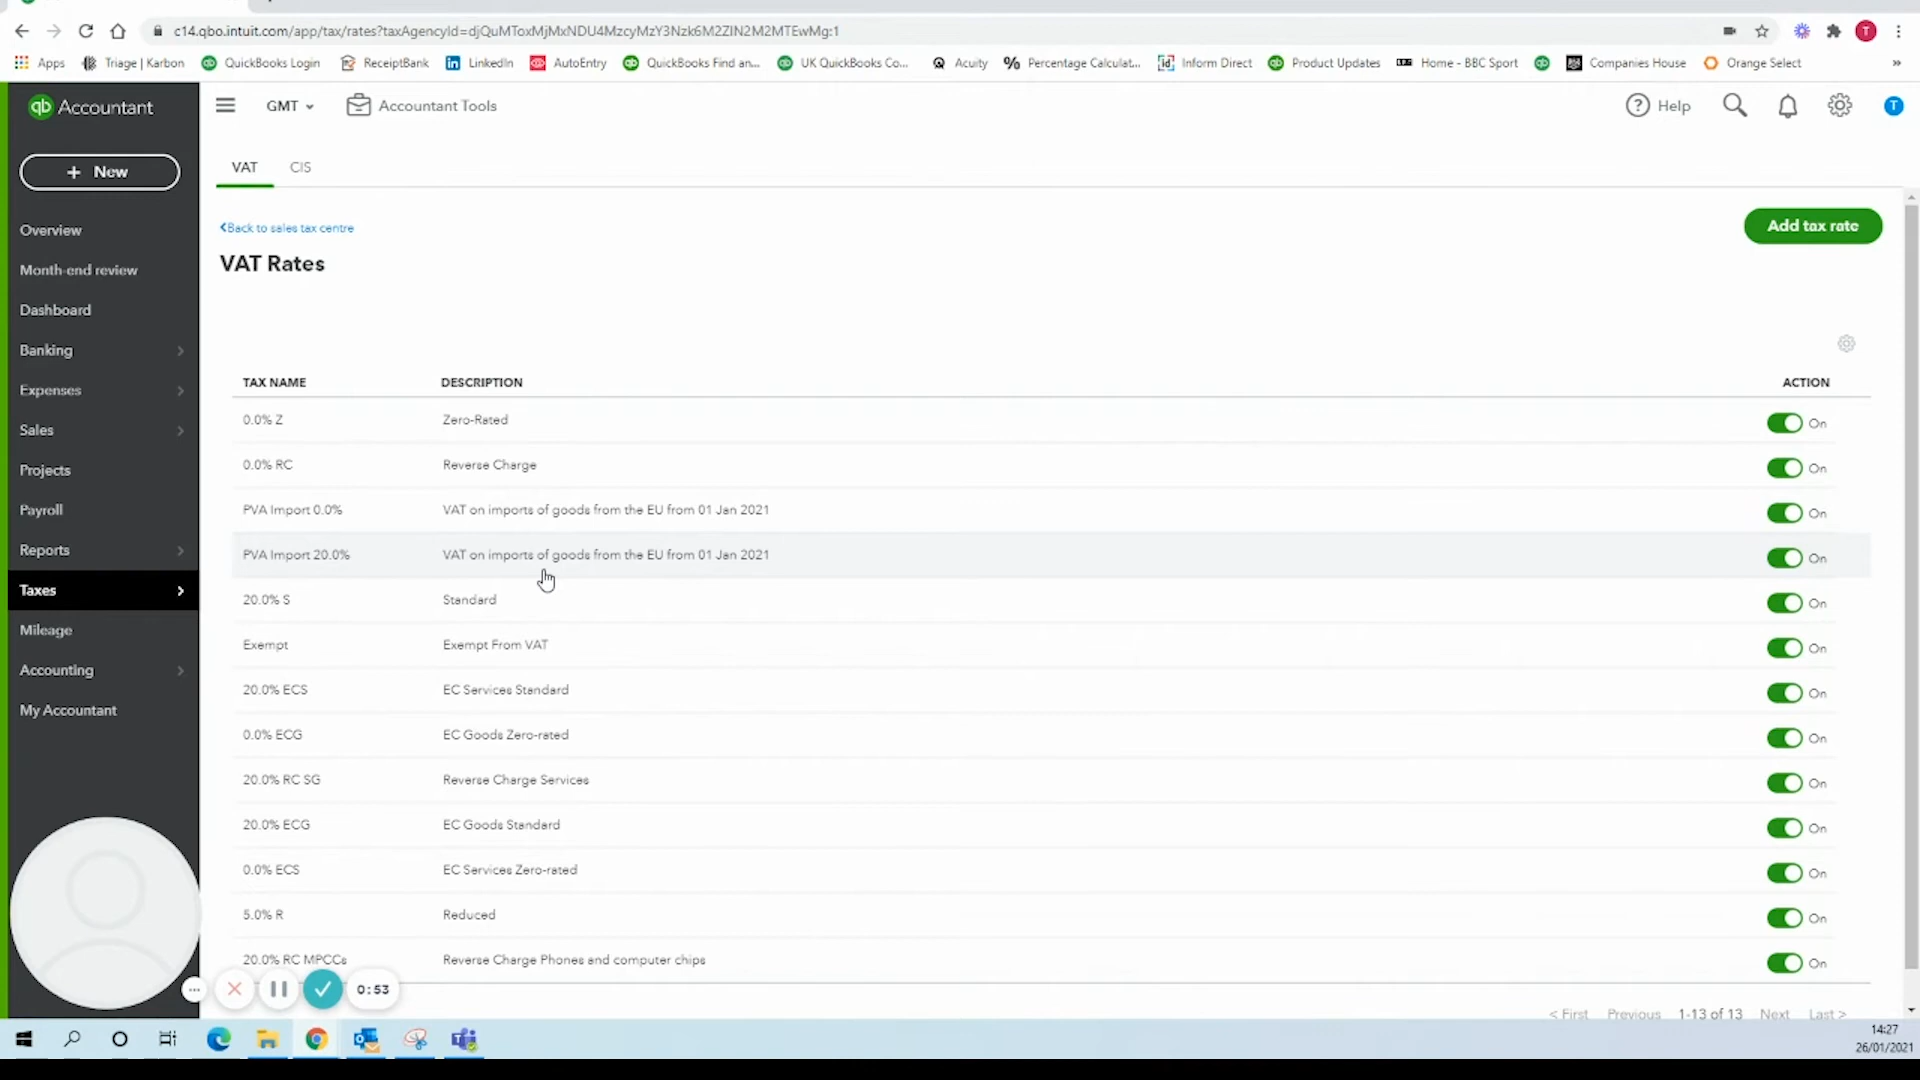 c14.qbo.intuit.com/app/tax/rates?taxAgencyId=djQuMToxMjMxNDU4MzcyMzY3Nzk6M2ZIN2M2MTEwMg:1
T
Apps
Triage | Karbon
QuickBooks Login
ReceiptBank
LinkedIn
AutoEntry
QuickBooks Find an...
UK QuickBooks Co...
Acuity
Percentage Calculat...
Inform Direct
Product Updates
Home - BBC Sport
Companies House
Orange Select
»
qb Accountant
GMT
Accountant Tools
Help
T
+ New
VAT
CIS
Overview
Month-end review
Dashboard
Banking
Expenses
Sales
Projects
Payroll
Reports
Taxes
Mileage
Accounting
My Accountant
Back to sales tax centre
Add tax rate
VAT Rates
TAX NAME DESCRIPTION ACTION
0.0% Z Zero-Rated On
0.0% RC Reverse Charge On
PVA Import 0.0% VAT on imports of goods from the EU from 01 Jan 2021 On
PVA Import 20.0% VAT on imports of goods from the EU from 01 Jan 2021 On
20.0% S Standard On
Exempt Exempt From VAT On
20.0% ECS EC Services Standard On
0.0% ECG EC Goods Zero-rated On
20.0% RC SG Reverse Charge Services On
20.0% ECG EC Goods Standard On
0.0% ECS EC Services Zero-rated On
5.0% R Reduced On
20.0% RC MPCCs Reverse Charge Phones and computer chips On
0:53
< First Previous 1-13 of 13 Next Last >
14:27
26/01/2021